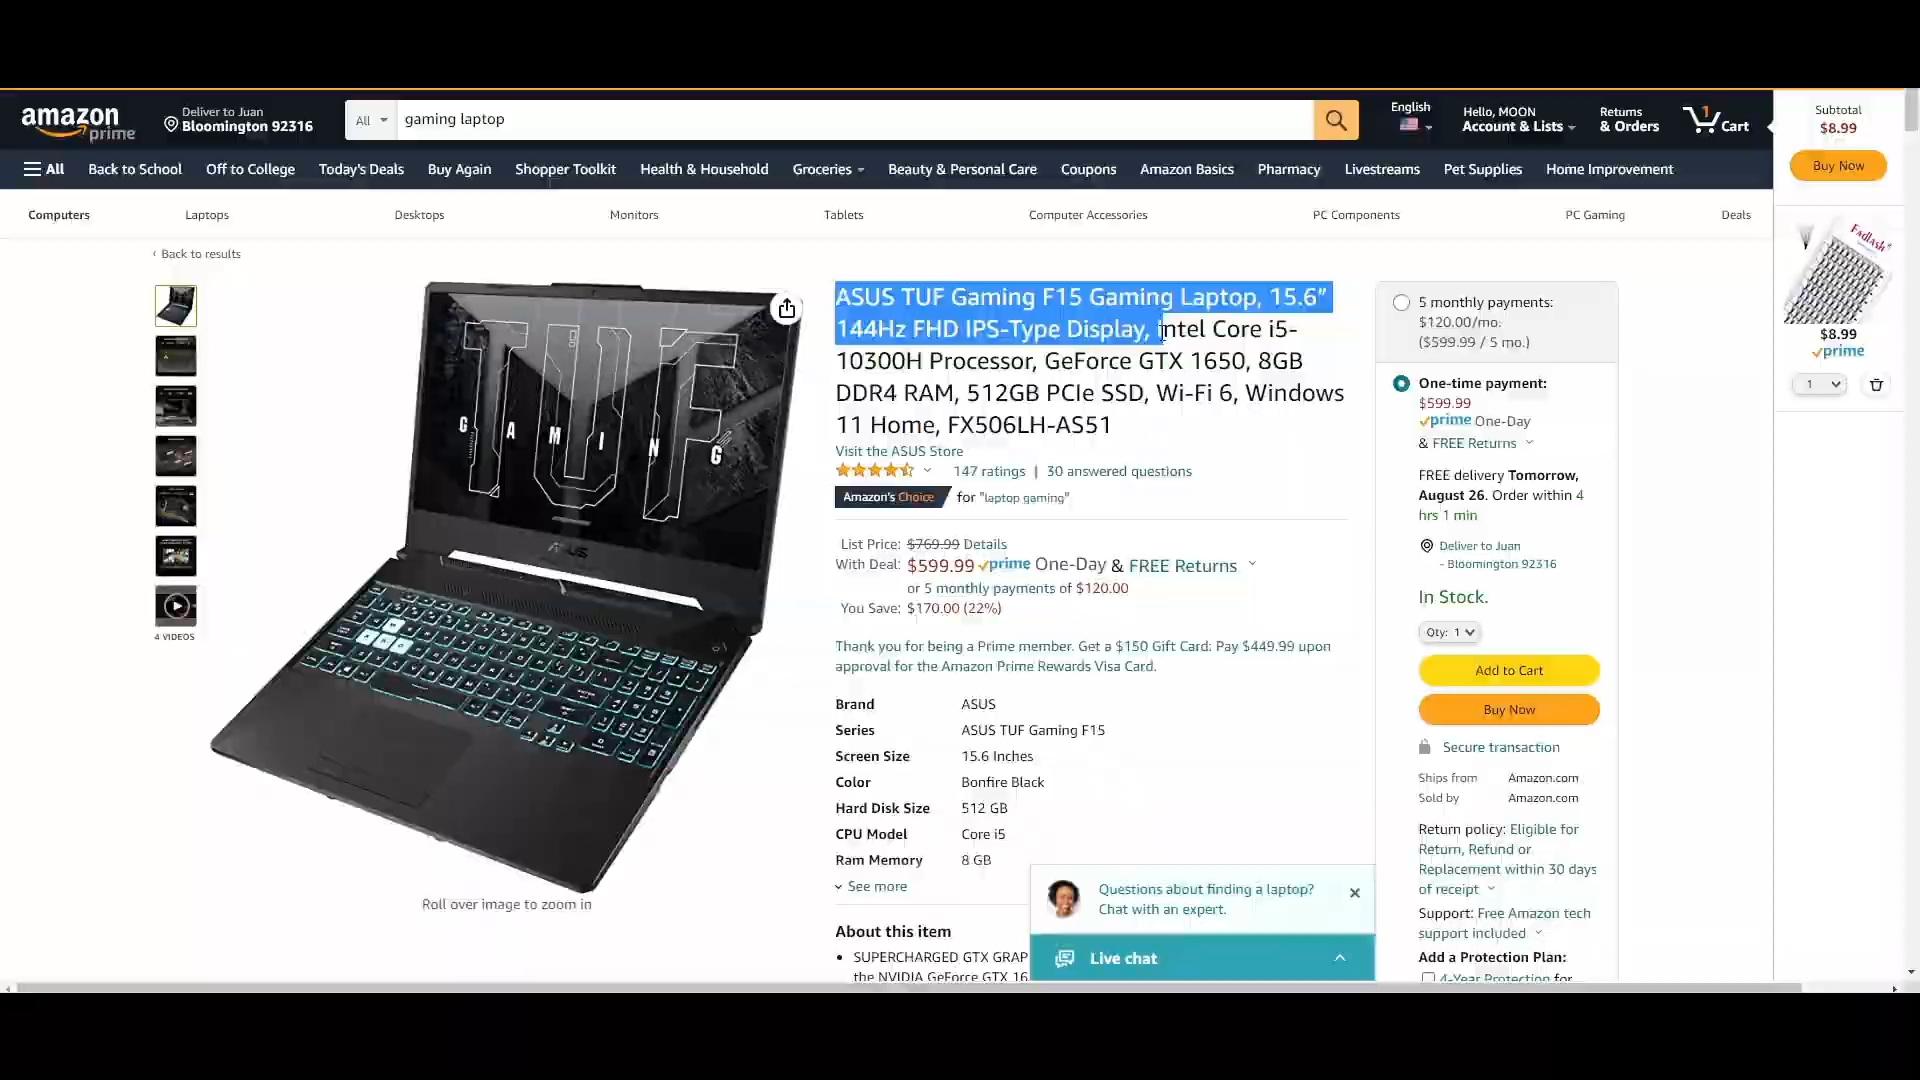 amazon
prime
Deliver to Juan
Bloomington 92316
All
gaming laptop
English
Hello, MOON
Account & Lists
Returns
& Orders
1
Cart
Subtotal
$8.99
Buy Now
All
Back to School
Off to College
Today's Deals
Buy Again
Shopper Toolkit
Health & Household
Groceries
Beauty & Personal Care
Coupons
Amazon Basics
Pharmacy
Livestreams
Pet Supplies
Home Improvement
Computers
Laptops
Desktops
Monitors
Tablets
Computer Accessories
PC Components
PC Gaming
Deals
‹ Back to results
TUF
GAMING
ASUS
4 VIDEOS
Roll over image to zoom in
ASUS TUF Gaming F15 Gaming Laptop, 15.6”
144Hz FHD IPS-Type Display, Intel Core i5-
10300H Processor, GeForce GTX 1650, 8GB
DDR4 RAM, 512GB PCIe SSD, Wi-Fi 6, Windows
11 Home, FX506LH-AS51
Visit the ASUS Store
147 ratings | 30 answered questions
Amazon's Choice for "laptop gaming"
List Price: $769.99 Details
With Deal: $599.99 prime One-Day & FREE Returns
or 5 monthly payments of $120.00
You Save: $170.00 (22%)
Thank you for being a Prime member. Get a $150 Gift Card: Pay $449.99 upon
approval for the Amazon Prime Rewards Visa Card.
Brand ASUS
Series ASUS TUF Gaming F15
Screen Size 15.6 Inches
Color Bonfire Black
Hard Disk Size 512 GB
CPU Model Core i5
Ram Memory 8 GB
See more
About this item
• SUPERCHARGED GTX GRAP
the NVIDIA GeForce GTX 16
Questions about finding a laptop?
Chat with an expert.
Live chat
5 monthly payments:
$120.00/mo.
($599.99 / 5 mo.)
One-time payment:
$599.99
prime One-Day
& FREE Returns
FREE delivery Tomorrow,
August 26. Order within 4
hrs 1 min
Deliver to Juan
- Bloomington 92316
In Stock.
Qty: 1
Add to Cart
Buy Now
Secure transaction
Ships from Amazon.com
Sold by Amazon.com
Return policy: Eligible for
Return, Refund or
Replacement within 30 days
of receipt
Support: Free Amazon tech
support included
Add a Protection Plan:
4-Year Protection for
Fadlash
$8.99
prime
1